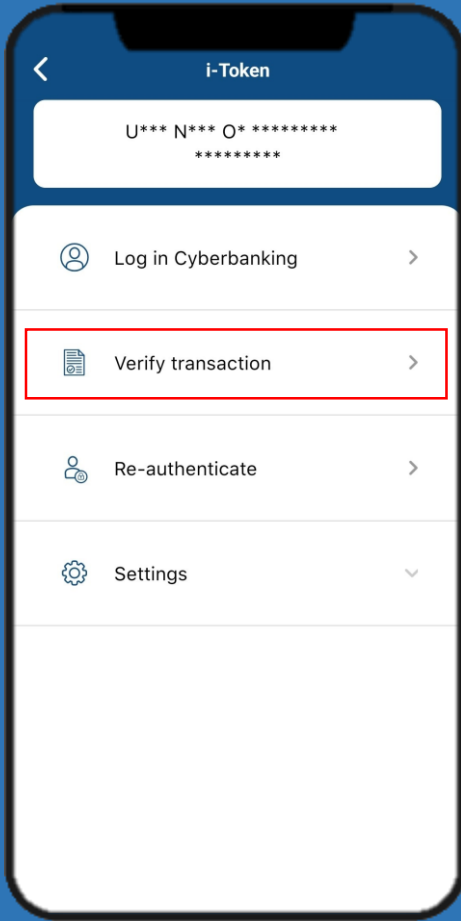 i-Token
U*** N*** O* *********
*********
Log in Cyberbanking
Verify transaction
Re-authenticate
Settings